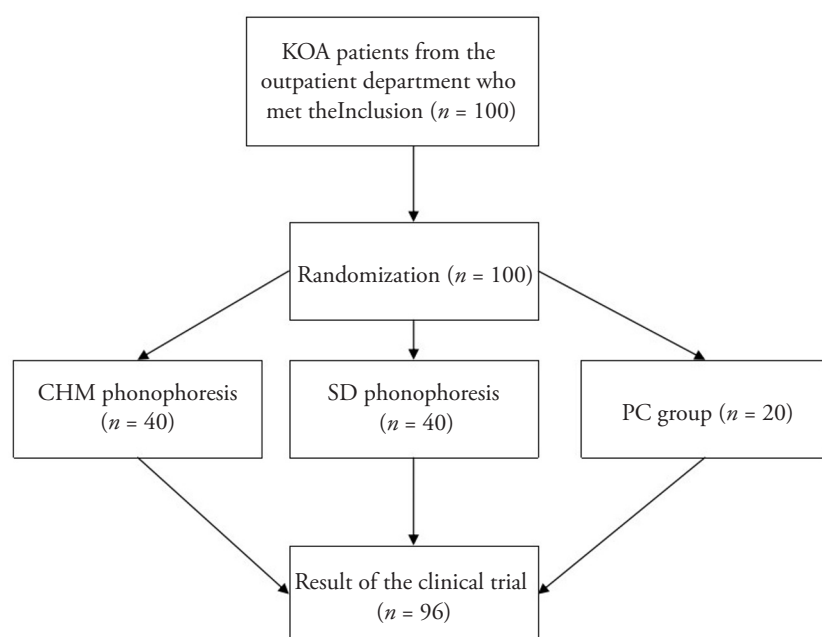 KOA patients from the
outpatient department who
met theInclusion (n = 100)
Randomization (n = 100)
CHM phonophoresis
(n = 40)
SD phonophoresis
(n = 40)
PC group (n = 20)
Result of the clinical trial
(n = 96)